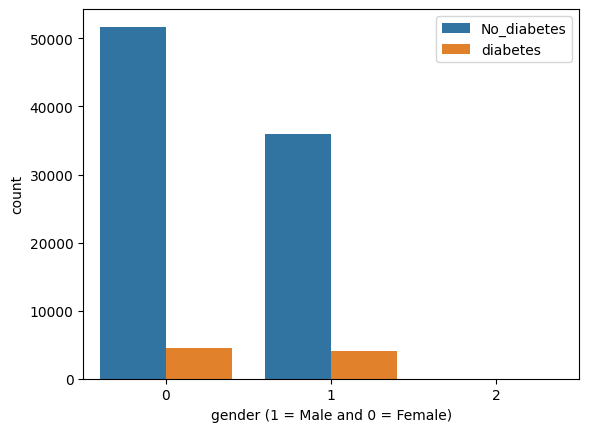 No_diabetes
diabetes
50000
40000
30000
20000
10000
0
count
0 1 2
gender (1 = Male and 0 = Female)